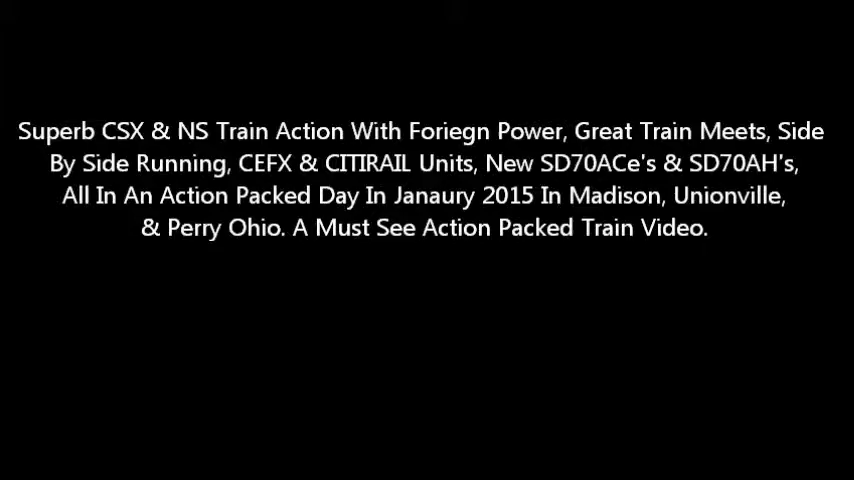 Superb CSX & NS Train Action With Foriegn Power, Great Train Meets, Side
By Side Running, CEFX & CITIRAIL Units, New SD70ACe's & SD70AH's,
All In An Action Packed Day In Janaury 2015 In Madison, Unionville,
& Perry Ohio. A Must See Action Packed Train Video.